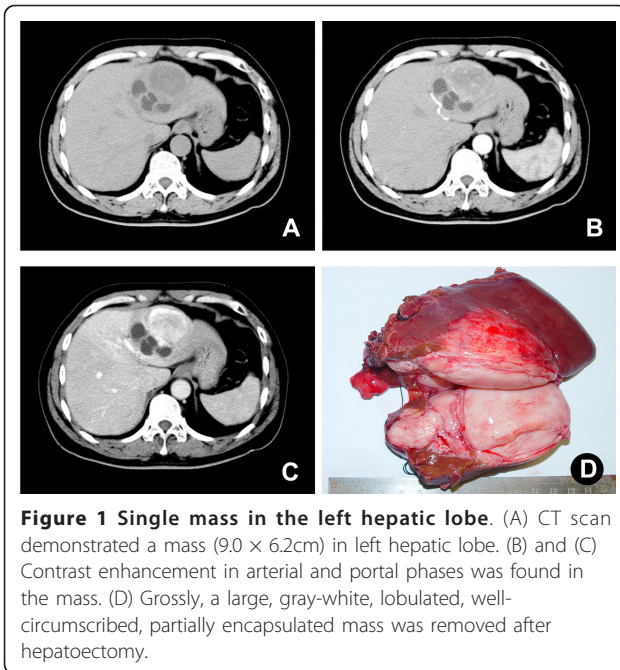 A
B
C
D
Figure 1 Single mass in the left hepatic lobe. (A) CT scan
demonstrated a mass (9.0 × 6.2cm) in left hepatic lobe. (B) and (C)
Contrast enhancement in arterial and portal phases was found in
the mass. (D) Grossly, a large, gray-white, lobulated, well-
circumscribed, partially encapsulated mass was removed after
hepatoectomy.